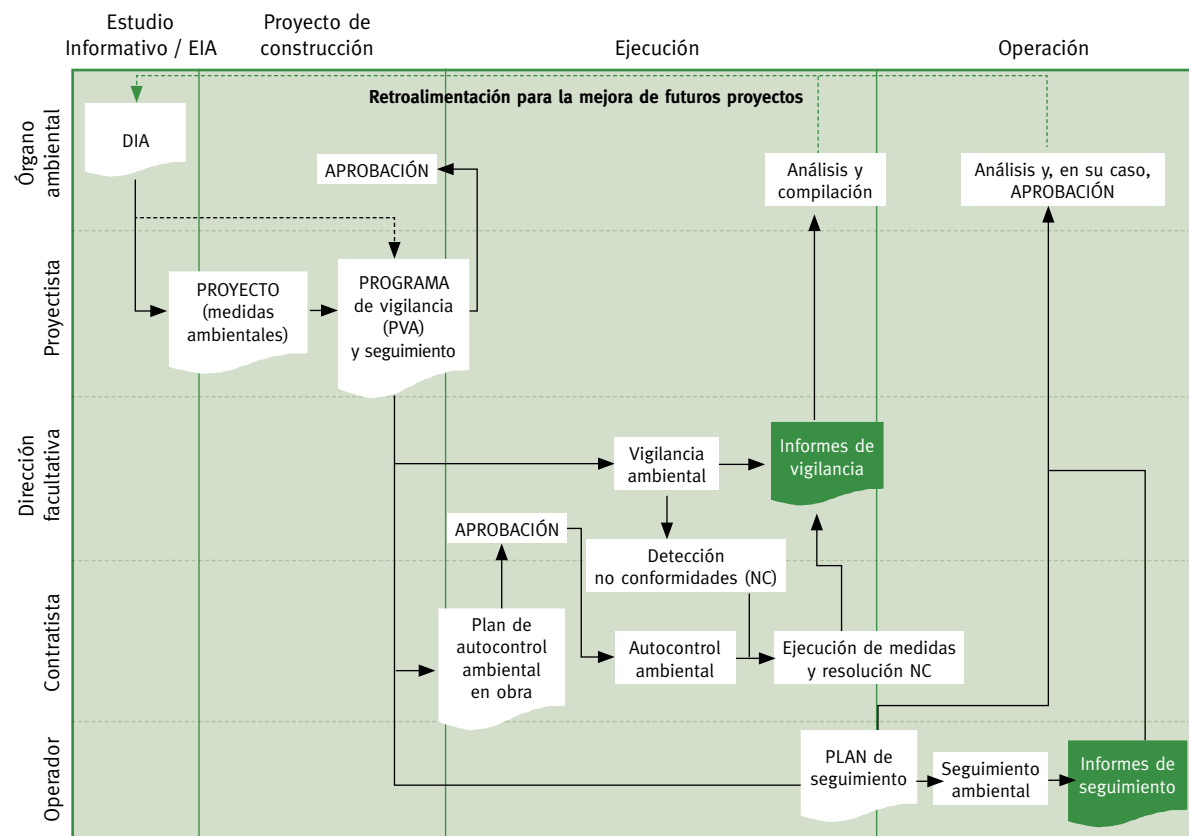 Estudio
Informativo / EIA
Proyecto de
construcción
Ejecución
Operación
Retroalimentación para la mejora de futuros proyectos
Órgano
ambiental
DIA
APROBACIÓN
Análisis y
compilación
Análisis y, en su caso,
APROBACIÓN
Proyectista
PROYECTO
(medidas
ambientales)
PROGRAMA
de vigilancia
(PVA)
y seguimiento
Dirección
facultativa
Vigilancia
ambiental
Informes de
vigilancia
APROBACIÓN
Detección
no conformidades (NC)
Contratista
Plan de
autocontrol
ambiental
en obra
Autocontrol
ambiental
Ejecución de medidas
y resolución NC
Operador
PLAN de
seguimiento
Seguimiento
ambiental
Informes de
seguimiento